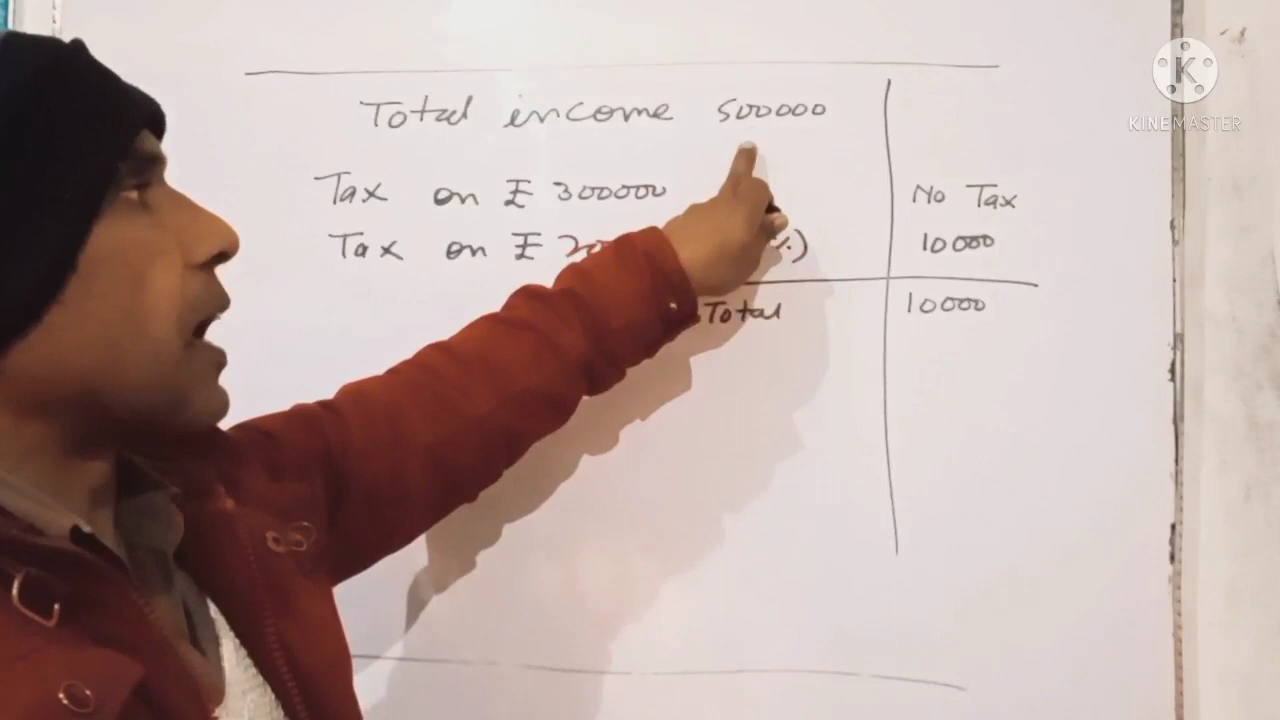 Total income 500000
Tax on ₹ 300000 No Tax
Tax on ₹ %) 10000
Total 10000
K
KINEMASTER